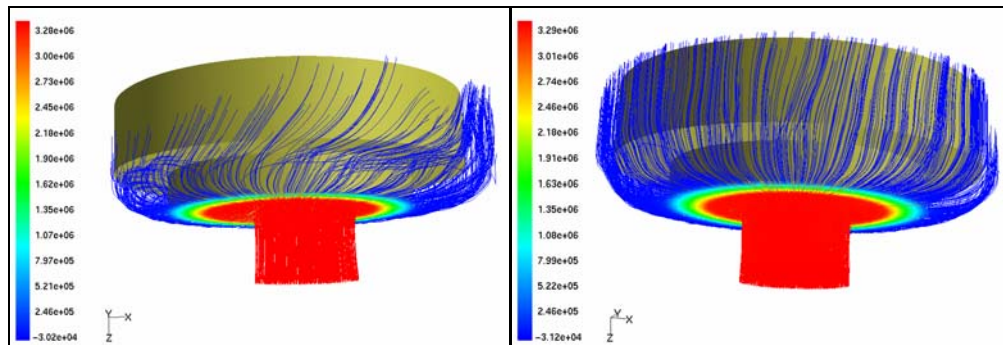 3.28e+06
3.00e+06
2.73e+06
2.45e+06
2.18e+06
1.90e+06
1.62e+06
1.35e+06
1.07e+06
7.97e+05
5.21e+05
2.46e+05
-3.02e+04
Y
X
Z
3.29e+06
3.01e+06
2.74e+06
2.46e+06
2.18e+06
1.91e+06
1.63e+06
1.35e+06
1.08e+06
7.99e+05
5.22e+05
2.46e+05
-3.12e+04
Y
X
Z